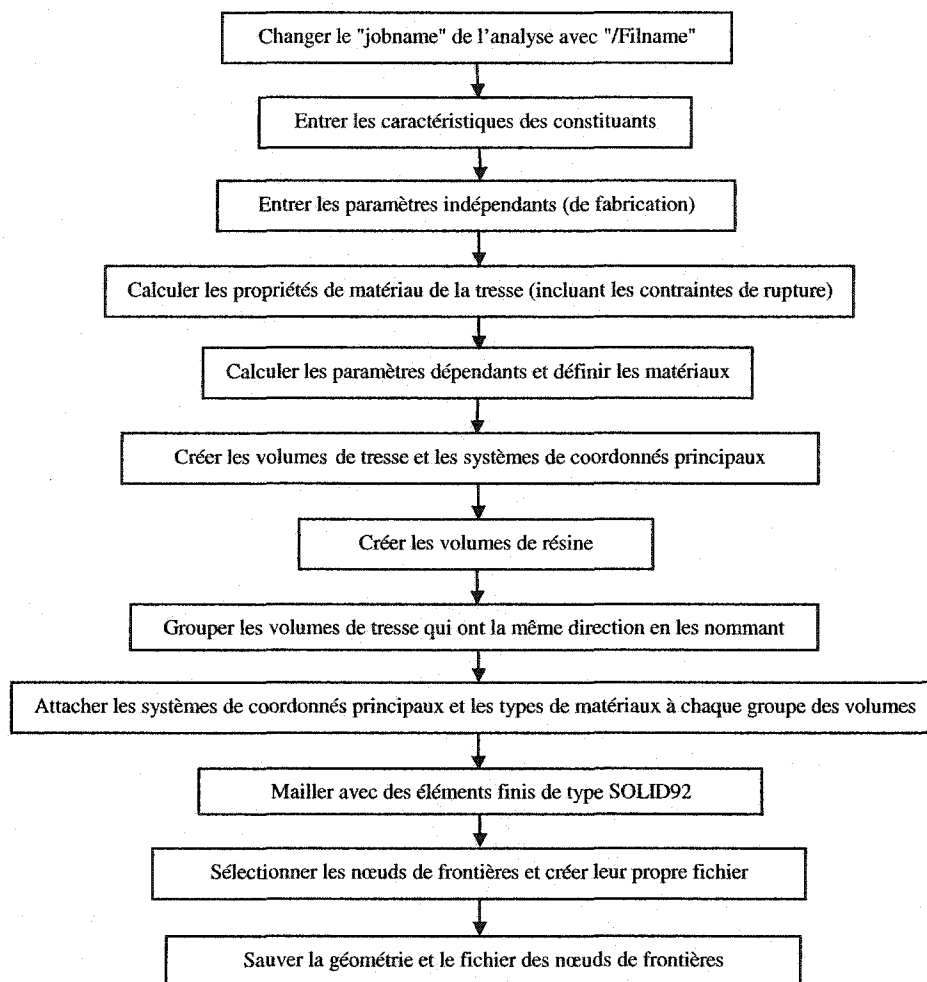 Changer le "jobname" de l'analyse avec "/Filname"
Entrer les caractéristiques des constituants
Entrer les paramètres indépendants (de fabrication)
Calculer les propriétés de matériau de la tresse (incluant les contraintes de rupture)
Calculer les paramètres dépendants et définir les matériaux
Créer les volumes de tresse et les systèmes de coordonnés principaux
Créer les volumes de résine
Grouper les volumes de tresse qui ont la même direction en les nommant
Attacher les systèmes de coordonnés principaux et les types de matériaux à chaque groupe des volumes
Mailler avec des éléments finis de type SOLID92
Sélectionner les nœuds de frontières et créer leur propre fichier
Sauver la géométrie et le fichier des nœuds de frontières